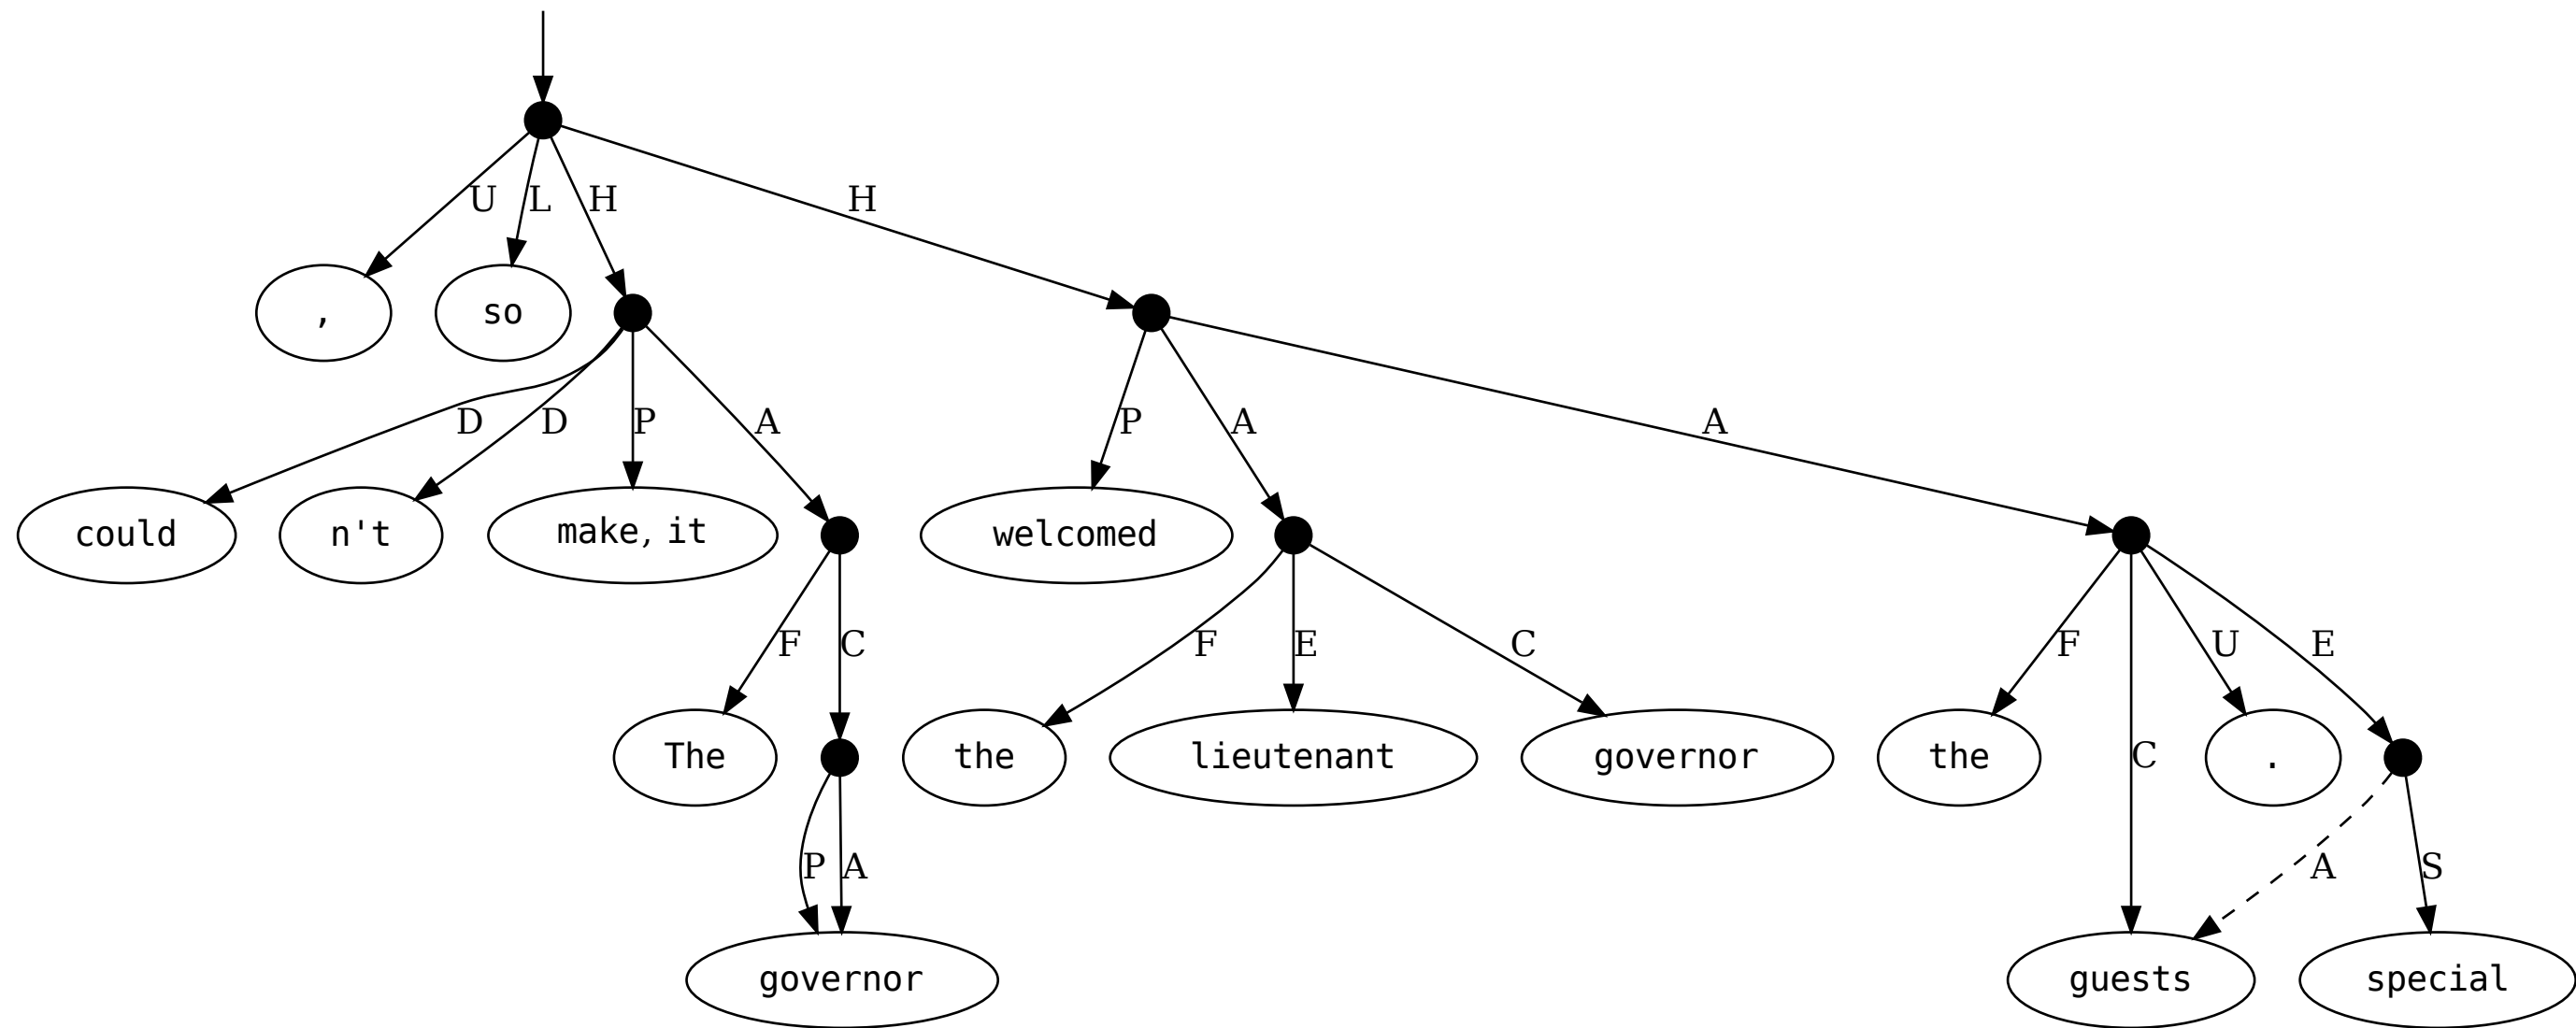 U L H H
, so
D D P A P A A
could n't make, it welcomed
F C F E C F C U E
The the lieutenant governor the .
P A A S
governor guests special